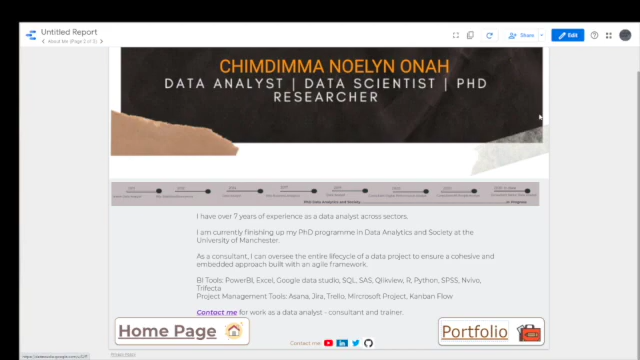 Untitled Report
About Me (Page 2 of 3)
Share
Edit
CHIMDIMMA NOELYN ONAH
DATA ANALYST | DATA SCIENTIST | PHD
RESEARCHER
PhD Data Analytics and Society
In Progress
I have over 7 years of experience as a data analyst across sectors.
I am currently finishing up my PhD programme in Data Analytics and Society at the
University of Manchester.
As a consultant, I can oversee the entire lifecycle of a data project to ensure a cohesive and
embedded approach built with an agile framework.
BI Tools: PowerBI, Excel, Google data studio, SQL, SAS, Qlikview, R, Python, SPSS, Nvivo,
Trifecta
Project Management Tools: Asana, Jira, Trello, Mircrosoft Project, Kanban Flow
Contact me for work as a data analyst - consultant and trainer.
Home Page
Portfolio
Contact me:
Privacy Policy